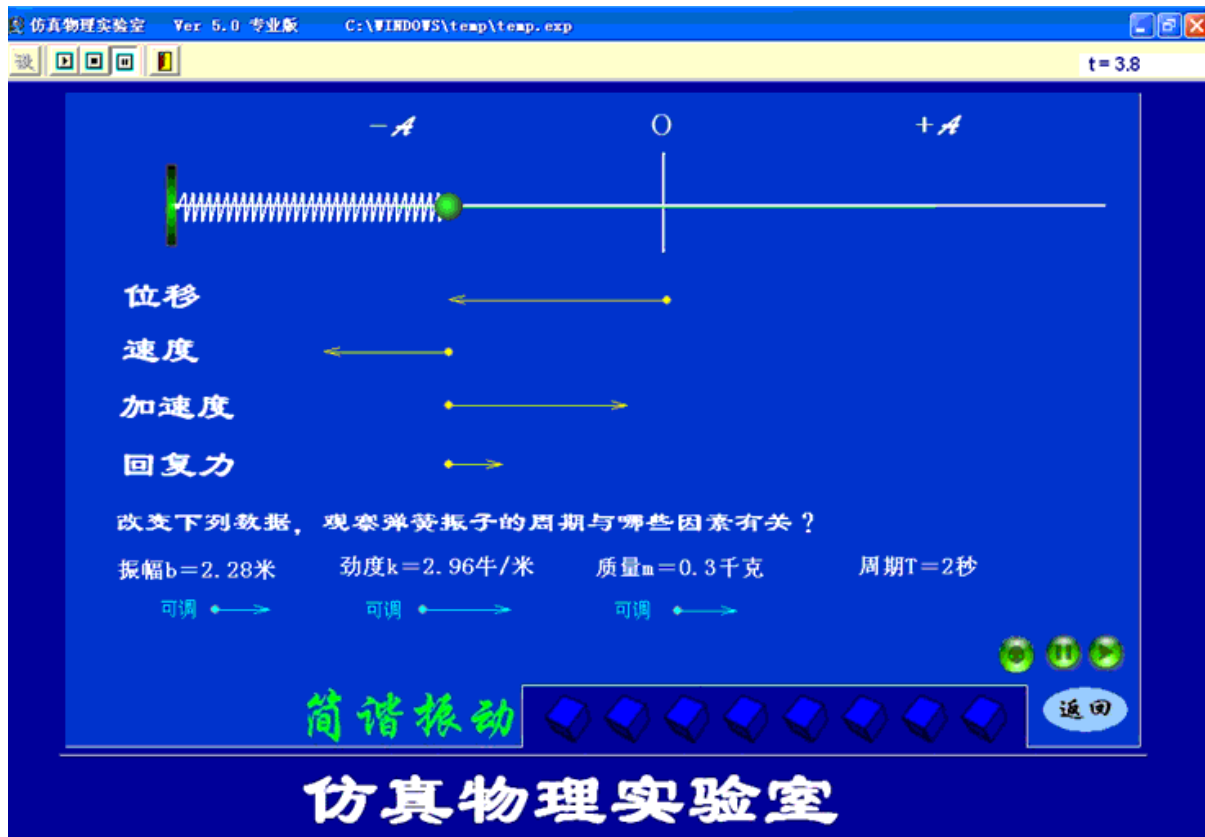 仿真物理实验室 Ver 5.0 专业版 C:\WINDOWS\temp\temp.exp
设
t = 3.8
－A O ＋A
位移
速度
加速度
回复力
改变下列数据，观察弹簧振子的周期与哪些因素有关？
振幅b＝2.28米 劲度k＝2.96牛/米 质量m＝0.3千克 周期T＝2秒
可调 可调 可调
简谐振动
返回
仿真物理实验室